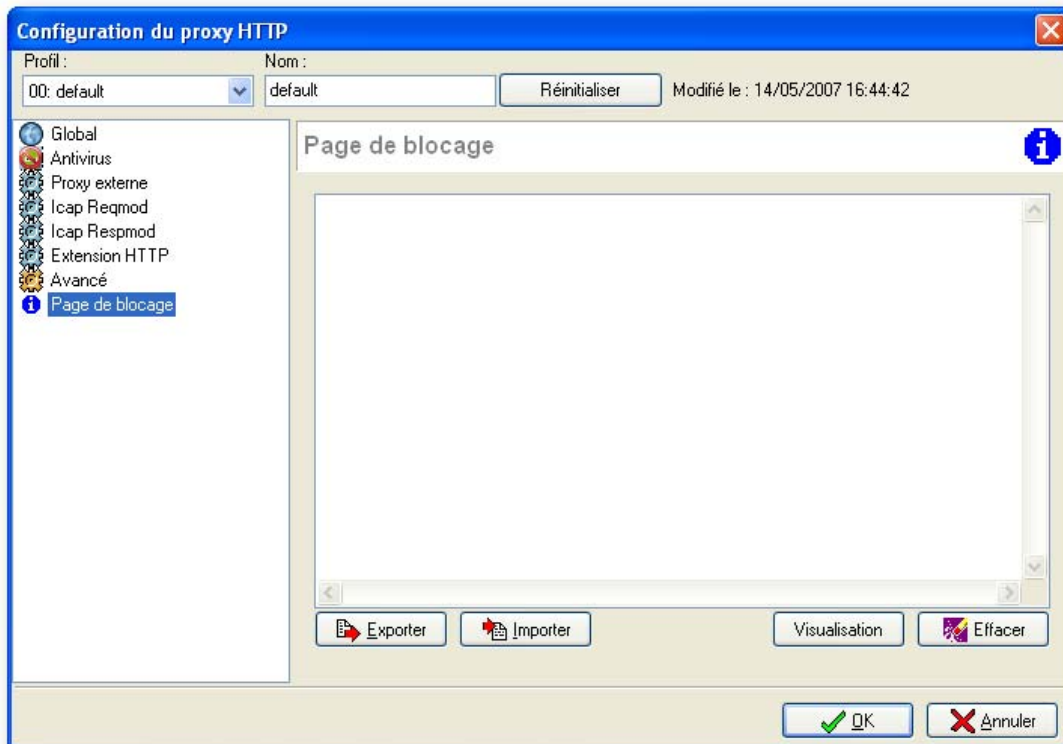 Configuration du proxy HTTP
Profil : Nom :
00: default default Réinitialiser Modifié le : 14/05/2007 16:44:42
Global
Antivirus
Proxy externe
Icap Reqmod
Icap Respmod
Extension HTTP
Avancé
Page de blocage
Page de blocage
Exporter Importer Visualisation Effacer
OK Annuler